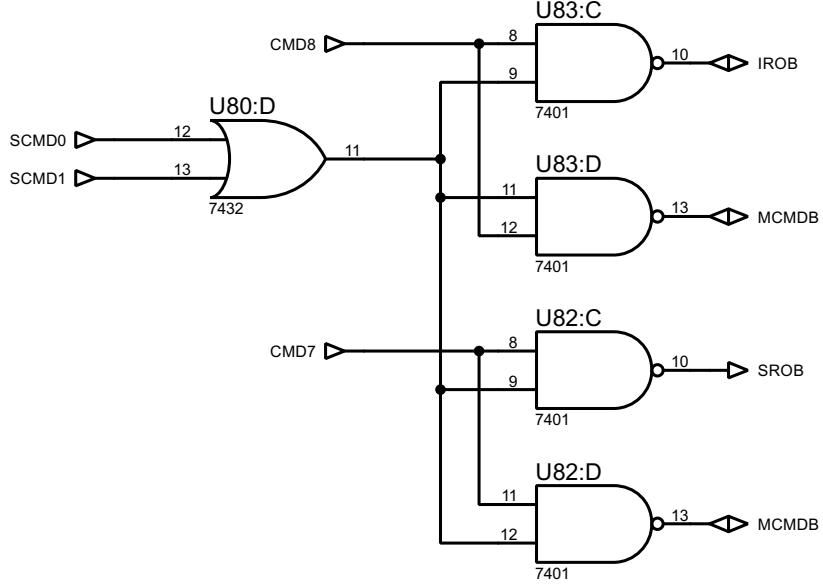 U83:C
CMD8
8
10
IROB
9
7401
U80:D
SCMD0
12
11
SCMD1
13
7432
U83:D
11
13
MCMDB
12
7401
U82:C
CMD7
8
10
SROB
9
7401
U82:D
11
13
MCMDB
12
7401